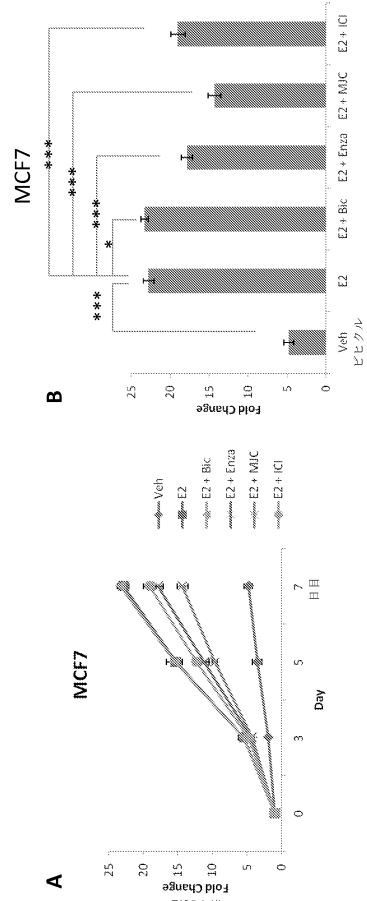 A
MCF7
25
20
15
10
5
0
Fold Change
0
3
5
7
Day
日目
Veh
E2
E2 + Bic
E2 + Enza
E2 + MJC
E2 + ICI
B
MCF7
25
20
15
10
5
0
Fold Change
***
*
***
***
***
Veh
E2
E2 + Bic
E2 + Enza
E2 + MJC
E2 + ICI
ビヒクル